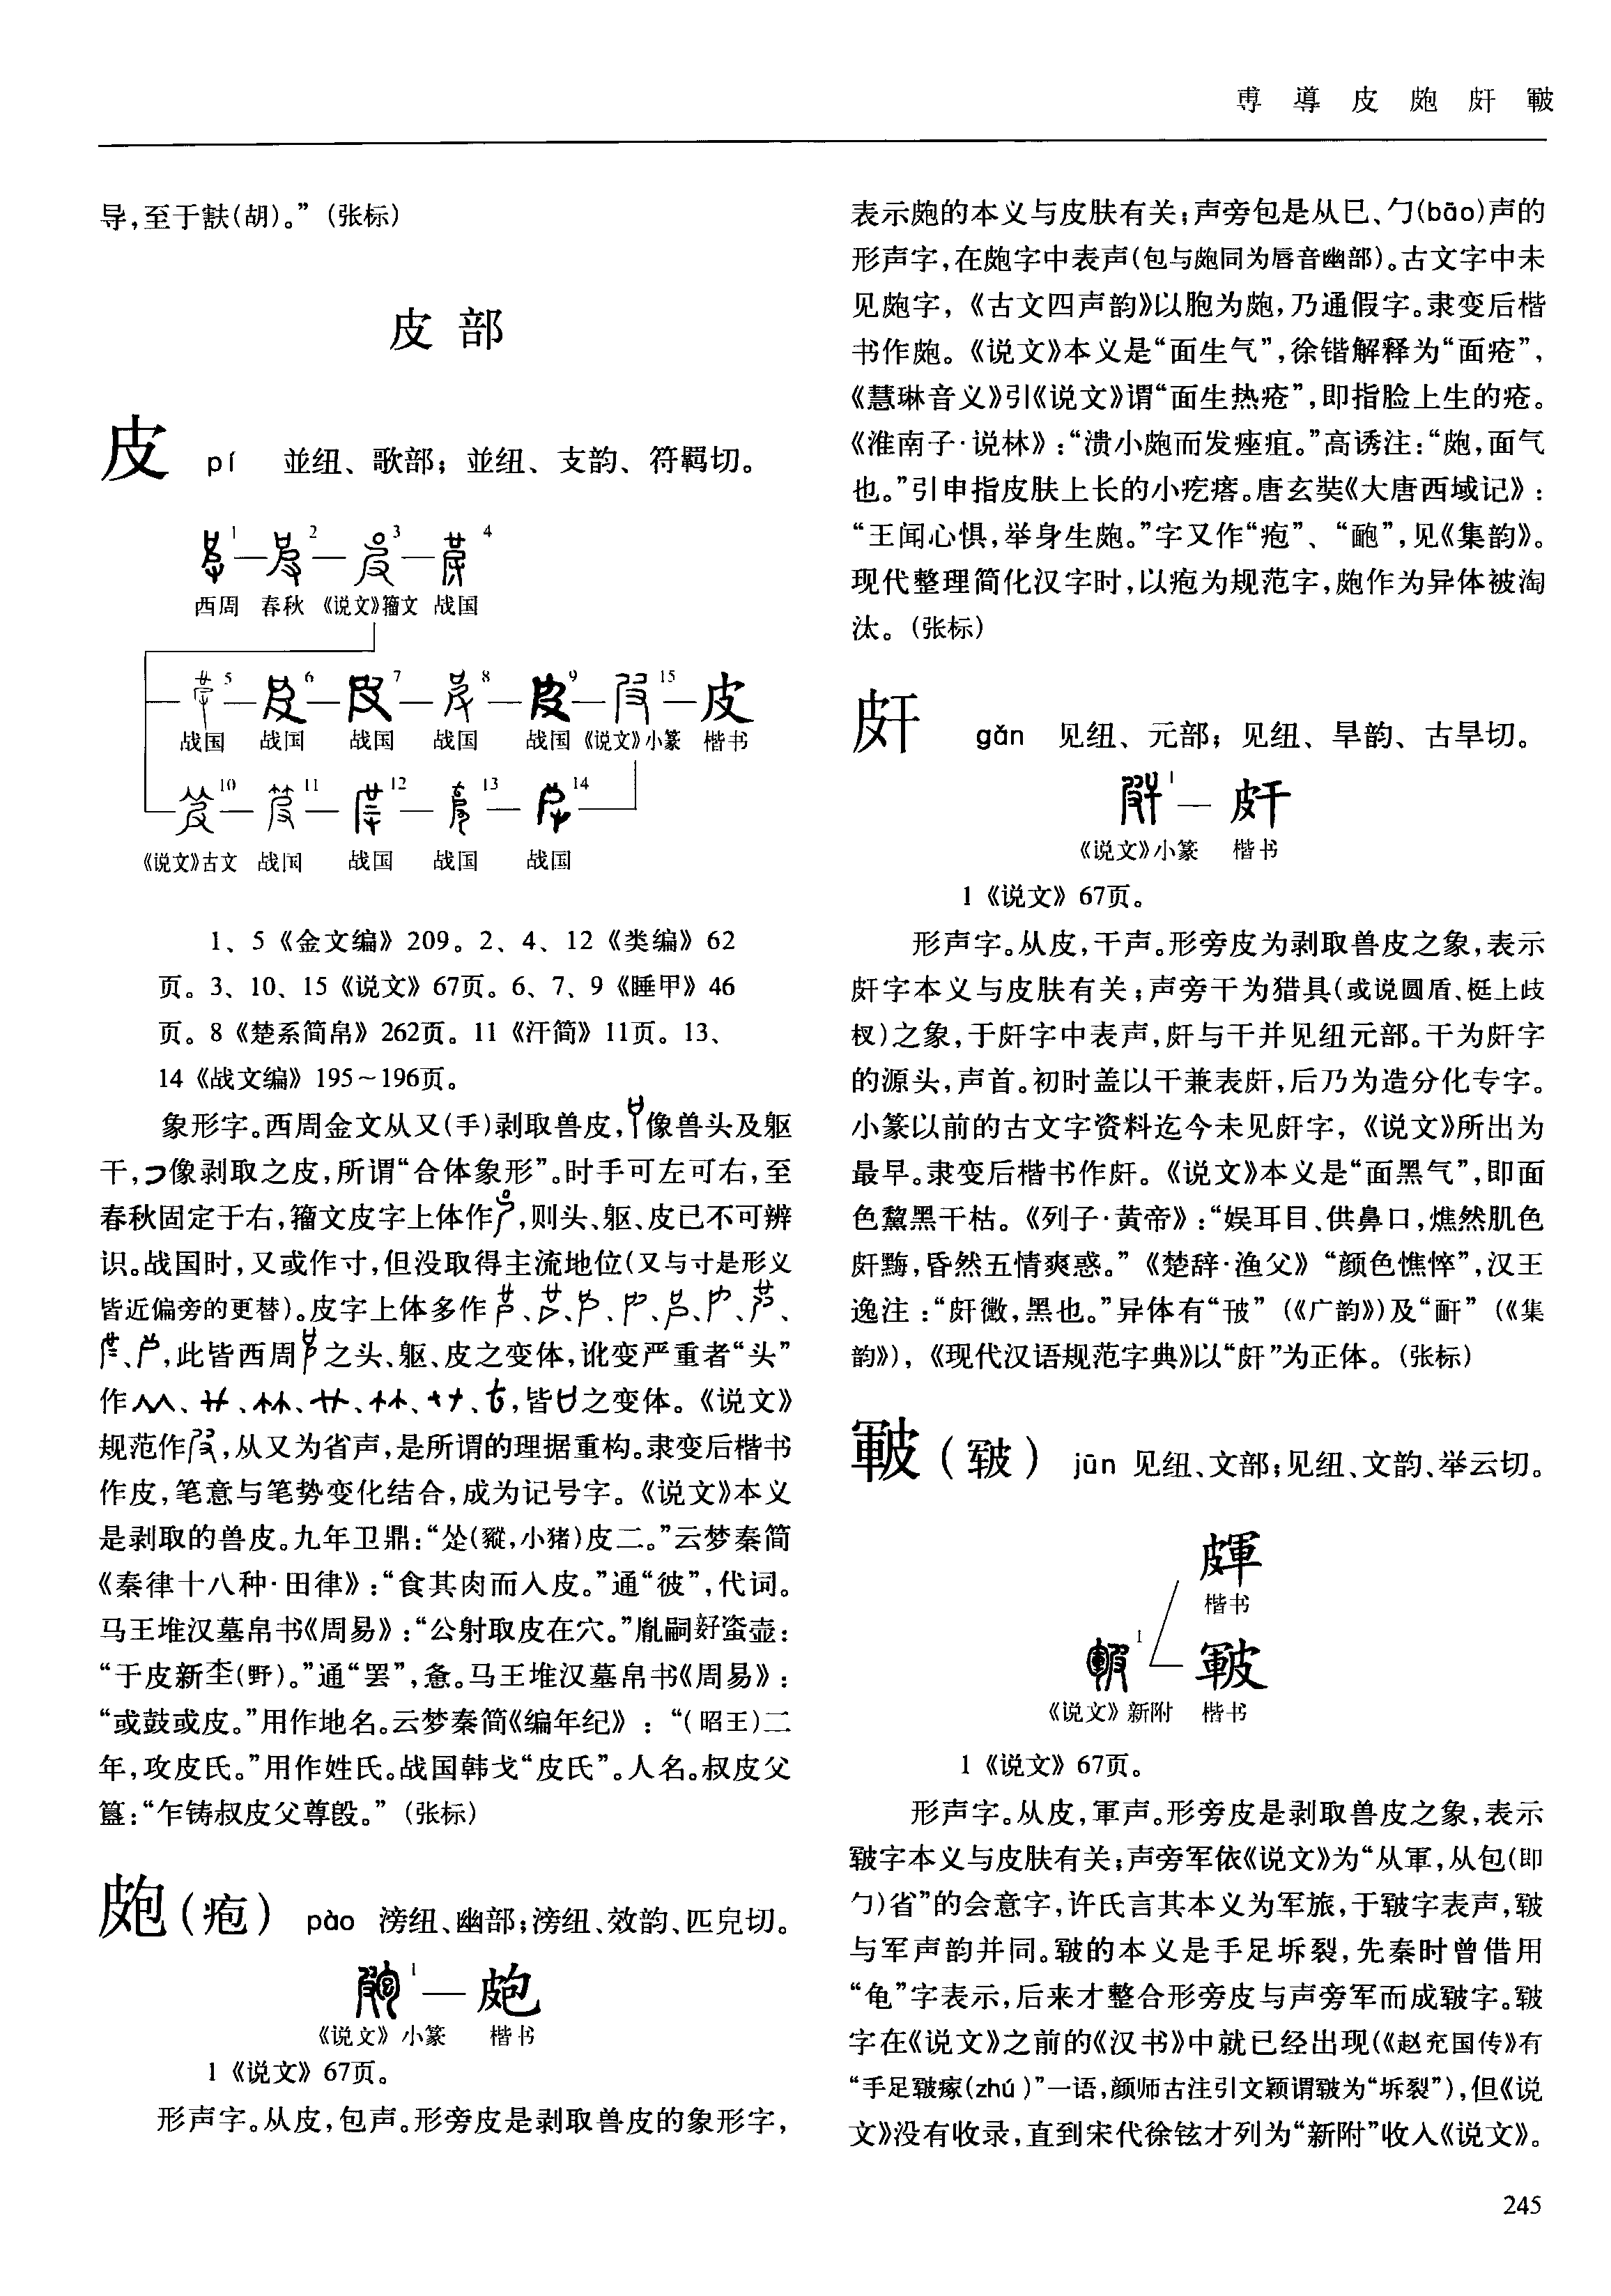 尃 導 皮 皰 皯 皸
导，至于㝬(胡)。”（张标）
皮 部
皮 pí 並纽、歌部；並纽、支韵、符羁切。
1 2 3 4
西周 春秋 《说文》籀文 战国
5 6 7 8 9 15 皮
战国 战国 战国 战国 战国 《说文》小篆 楷书
10 11 12 13 14
《说文》古文 战国 战国 战国 战国
1、5《金文编》209。2、4、12《类编》62
页。3、10、15《说文》67页。6、7、9《睡甲》46
页。8《楚系简帛》262页。11《汗简》11页。13、
14《战文编》195～196页。
象形字。西周金文从又(手)剥取兽皮，像兽头及躯
干，像剥取之皮，所谓“合体象形”。时手可左可右，至
春秋固定于右，籀文皮字上体作，则头、躯、皮已不可辨
识。战国时，又或作寸，但没取得主流地位(又与寸是形义
皆近偏旁的更替)。皮字上体多作、、、、、、、
、，此皆西周之头、躯、皮之变体，讹变严重者“头”
作、、、、、、，皆之变体。《说文》
规范作，从又为省声，是所谓的理据重构。隶变后楷书
作皮，笔意与笔势变化结合，成为记号字。《说文》本义
是剥取的兽皮。九年卫鼎：“(豵，小猪)皮二。”云梦秦简
《秦律十八种·田律》：“食其肉而入皮。”通“彼”，代词。
马王堆汉墓帛书《周易》：“公射取皮在穴。”胤嗣𡚱蚉壶：
“于皮新(野)。”通“罢”，惫。马王堆汉墓帛书《周易》：
“或鼓或皮。”用作地名。云梦秦简《编年纪》：“(昭王)二
年，攻皮氏。”用作姓氏。战国韩戈“皮氏”。人名。叔皮父
簋：“乍铸叔皮父尊。”（张标）
皰（疱） pào 滂纽、幽部；滂纽、效韵、匹皃切。
1 — 皰
《说文》小篆 楷书
1《说文》67页。
形声字。从皮，包声。形旁皮是剥取兽皮的象形字，
表示皰的本义与皮肤有关；声旁包是从巳、勹(bāo)声的
形声字，在皰字中表声(包与皰同为唇音幽部)。古文字中未
见皰字，《古文四声韵》以胞为皰，乃通假字。隶变后楷
书作皰。《说文》本义是“面生气”，徐锴解释为“面疮”，
《慧琳音义》引《说文》谓“面生热疮”，即指脸上生的疮。
《淮南子·说林》：“溃小皰而发痤疽。”高诱注：“皰，面气
也。”引申指皮肤上长的小疙瘩。唐玄奘《大唐西域记》：
“王闻心惧，举身生皰。”字又作“疱”、“靤”，见《集韵》。
现代整理简化汉字时，以疱为规范字，皰作为异体被淘
汰。（张标）
皯 gǎn 见纽、元部；见纽、旱韵、古旱切。
1 — 皯
《说文》小篆 楷书
1《说文》67页。
形声字。从皮，干声。形旁皮为剥取兽皮之象，表示
皯字本义与皮肤有关；声旁干为猎具(或说圆盾、梃上歧
杈)之象，于皯字中表声，皯与干并见纽元部。干为皯字
的源头，声首。初时盖以干兼表皯，后乃为造分化专字。
小篆以前的古文字资料迄今未见皯字，《说文》所出为
最早。隶变后楷书作皯。《说文》本义是“面黑气”，即面
色黧黑干枯。《列子·黄帝》：“娱耳目、供鼻口，燋然肌色
皯黣，昏然五情爽惑。”《楚辞·渔父》“颜色憔悴”，汉王
逸注：“皯黴，黑也。”异体有“㿻”（《广韵》)及“䵟”（《集
韵》)，《现代汉语规范字典》以“皯”为正体。（张标）
皸（皲） jūn 见纽、文部；见纽、文韵、举云切。
皹
楷书
1 皸
《说文》新附 楷书
1《说文》67页。
形声字。从皮，軍声。形旁皮是剥取兽皮之象，表示
皲字本义与皮肤有关；声旁军依《说文》为“从軍，从包(即
勹)省”的会意字，许氏言其本义为军旅，于皲字表声，皲
与军声韵并同。皲的本义是手足坼裂，先秦时曾借用
“龟”字表示，后来才整合形旁皮与声旁军而成皲字。皲
字在《说文》之前的《汉书》中就已经出现(《赵充国传》有
“手足皲瘃(zhú)”一语，颜师古注引文颖谓皲为“坼裂”)，但《说
文》没有收录，直到宋代徐铉才列为“新附”收入《说文》。
245